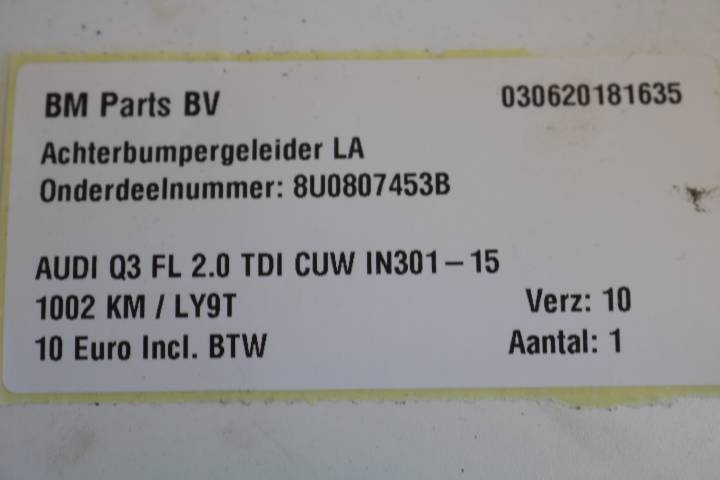 BM Parts BV 030620181635
Achterbumpergeleider LA
Onderdeelnummer: 8U0807453B
AUDI Q3 FL 2.0 TDI CUW IN301-15
1002 KM / LY9T Verz: 10
10 Euro Incl. BTW Aantal: 1